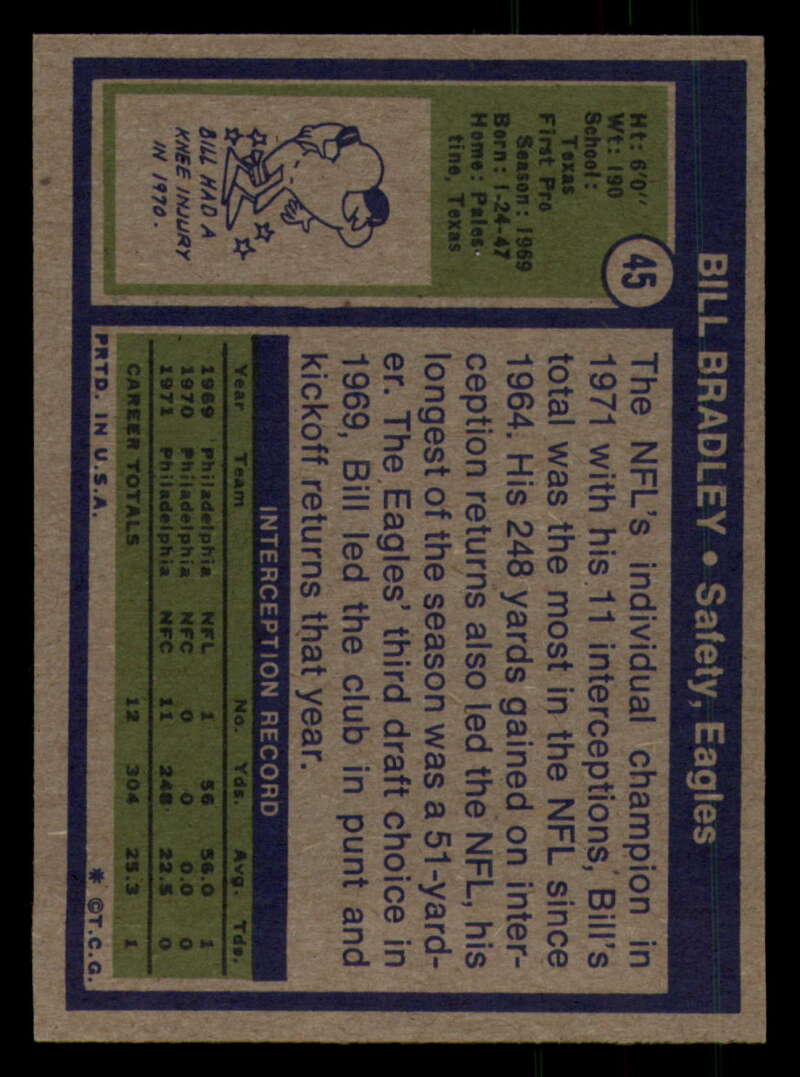 BILL BRADLEY • Safety, Eagles
45
Ht: 6'0"
Wt: 190
School:
Texas
First Pro
Season: 1969
Born: 1-24-47
Home: Pales-
tine, Texas
BILL HAD A
KNEE INJURY
IN 1970.
The NFL's individual champion in
1971 with his 11 interceptions, Bill's
total was the most in the NFL since
1964. His 248 yards gained on inter-
ception returns also led the NFL, his
longest of the season was a 51-yard-
er. The Eagles' third draft choice in
1969, Bill led the club in punt and
kickoff returns that year.
INTERCEPTION RECORD
Year Team No. Yds. Avg. Tds.
1969 Philadelphia NFL 1 56 56.0 1
1970 Philadelphia NFC 0 0 0.0 0
1971 Philadelphia NFC 11 248 22.5 0
CAREER TOTALS 12 304 25.3 1
PRTD. IN U.S.A. * ©T.C.G.